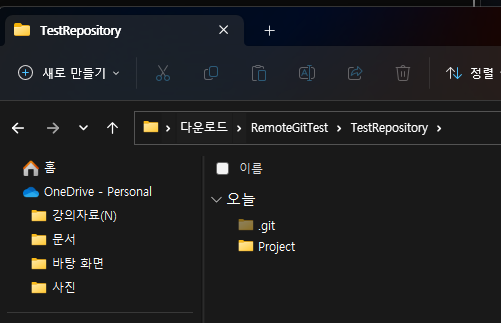 TestRepository
새로 만들기
정렬
다운로드 > RemoteGitTest > TestRepository >
홈
이름
OneDrive - Personal
오늘
강의자료(N)
.git
문서
Project
바탕 화면
사진